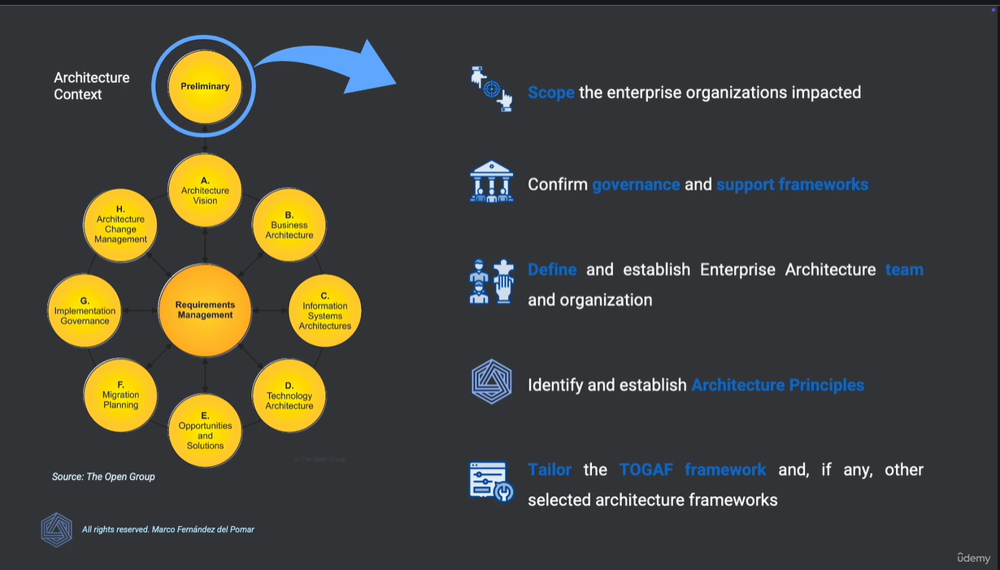 Architecture
Context
Preliminary
A.
Architecture
Vision
B.
Business
Architecture
C.
Information
Systems
Architectures
D.
Technology
Architecture
E.
Opportunities
and
Solutions
F.
Migration
Planning
G.
Implementation
Governance
H.
Architecture
Change
Management
Requirements
Management
© The Open Group
Source: The Open Group
All rights reserved. Marco Fernández del Pomar
Scope the enterprise organizations impacted
Confirm governance and support frameworks
Define and establish Enterprise Architecture team
and organization
Identify and establish Architecture Principles
Tailor the TOGAF framework and, if any, other
selected architecture frameworks
ûdemy